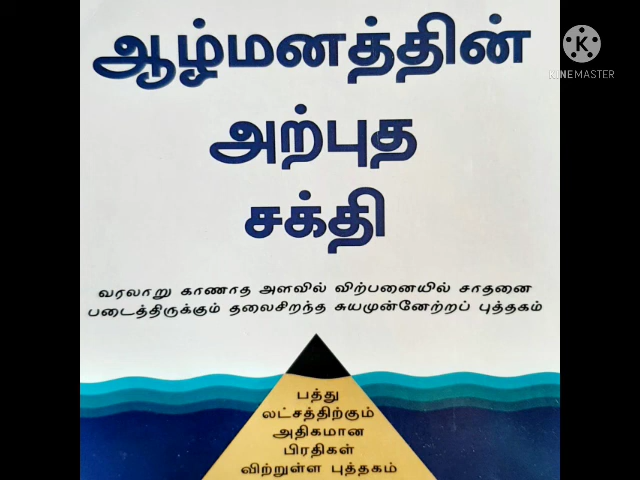 ஆழ்மனத்தின்
KINEMASTER
அற்புத
சக்தி
வரலாறு காணாத அளவில் விற்பனையில் சாதனை
படைத்திருக்கும் தலைசிறந்த சுயமுன்னேற்றப் புத்தகம்
பத்து
லட்சத்திற்கும்
அதிகமான
பிரதிகள்
விற்றுள்ள புத்தகம்